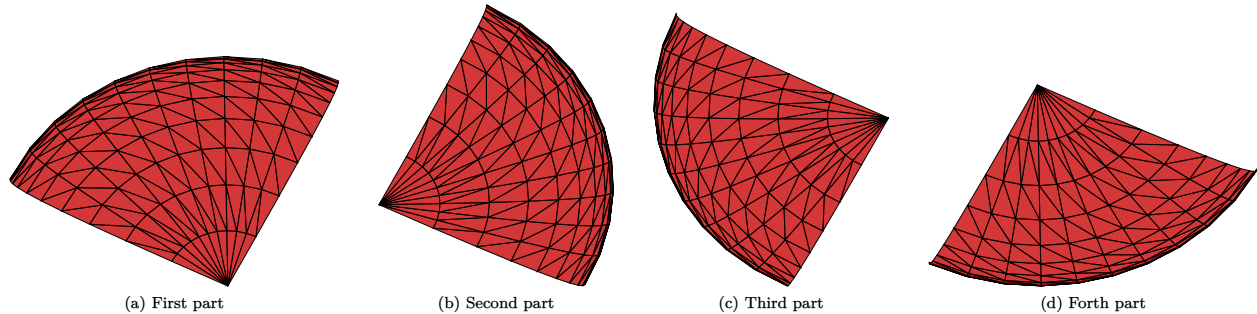 (a) First part
(b) Second part
(c) Third part
(d) Forth part